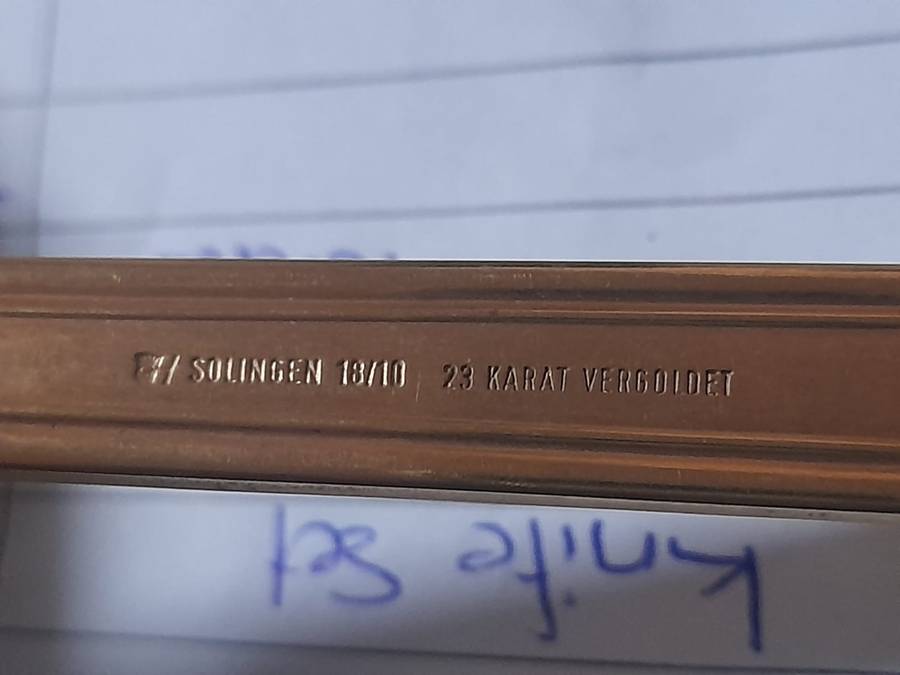 SOLINGEN 18/10 23 KARAT VERGOLDET
Knife Set